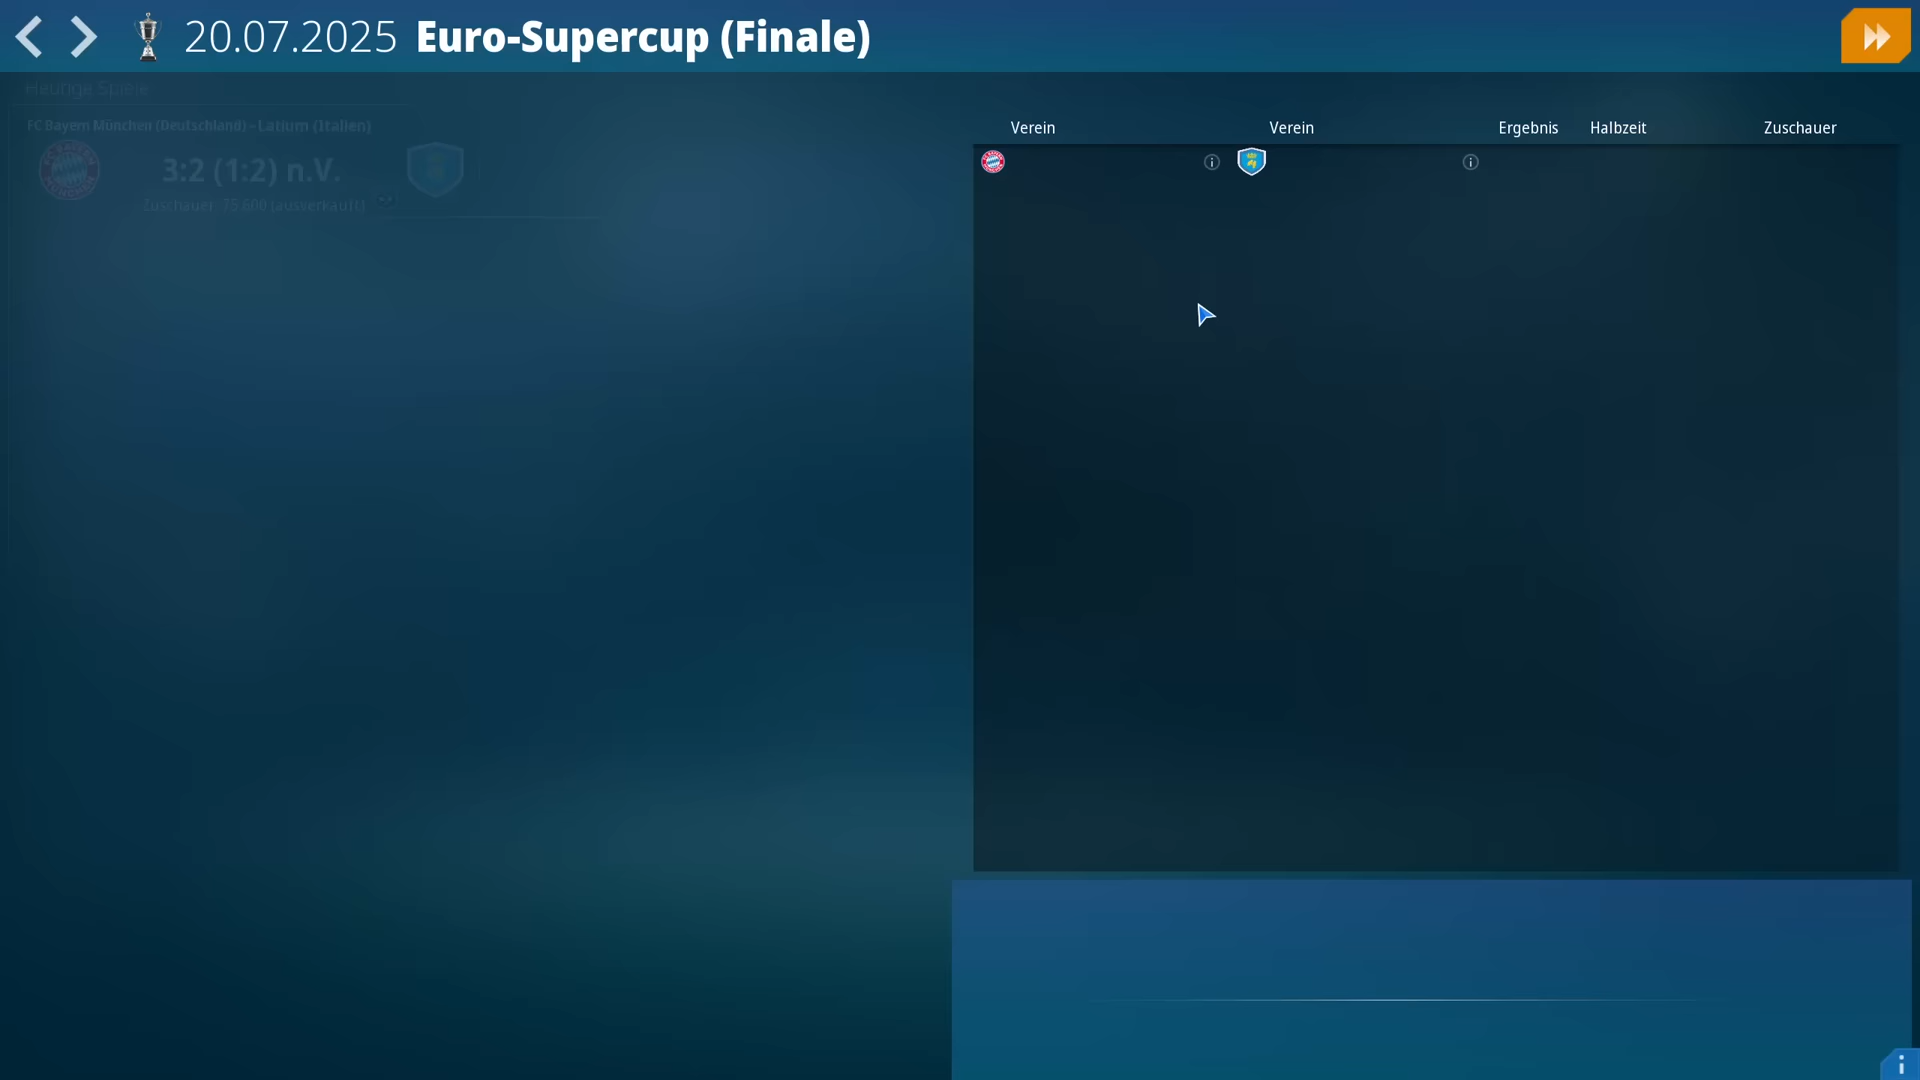 20.07.2025 Euro-Supercup (Finale)
Heutige Spiele
FC Bayern München (Deutschland) - Latium (Italien)
3:2 (1:2) n.V.
Zuschauer: 75.600 (ausverkauft)
Verein Verein Ergebnis Halbzeit Zuschauer